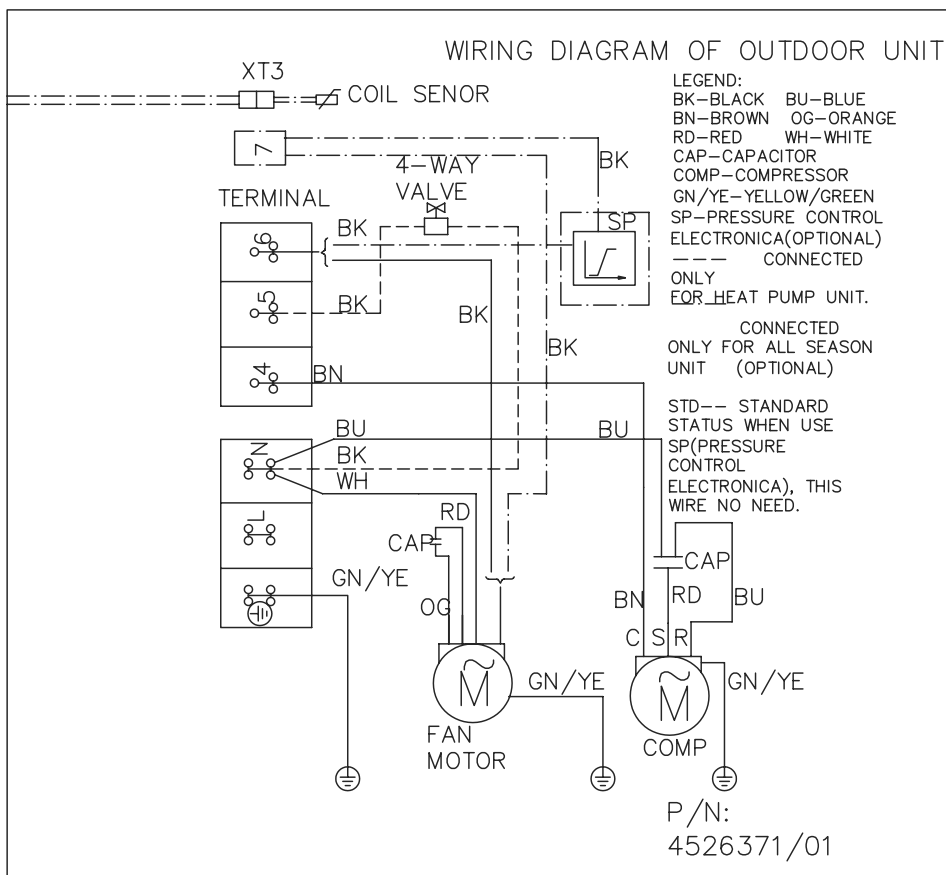 WIRING DIAGRAM OF OUTDOOR UNIT
XT3
COIL SENOR
LEGEND:
BK-BLACK BU-BLUE
BN-BROWN OG-ORANGE
RD-RED WH-WHITE
CAP-CAPACITOR
COMP-COMPRESSOR
GN/YE-YELLOW/GREEN
SP-PRESSURE CONTROL
ELECTRONICA(OPTIONAL)
--- CONNECTED
ONLY
FOR HEAT PUMP UNIT.
CONNECTED
ONLY FOR ALL SEASON
UNIT (OPTIONAL)
STD-- STANDARD
STATUS WHEN USE
SP(PRESSURE
CONTROL
ELECTRONICA), THIS
WIRE NO NEED.
7
BK
4-WAY
VALVE
TERMINAL
SP
6
BK
5
BK
BK
BK
4
BN
N
BU
BU
BK
WH
L
RD
CAP
CAP
GN/YE
OG
BN
RD
BU
C S R
M
GN/YE
M
GN/YE
FAN
MOTOR
COMP
P/N:
4526371/01